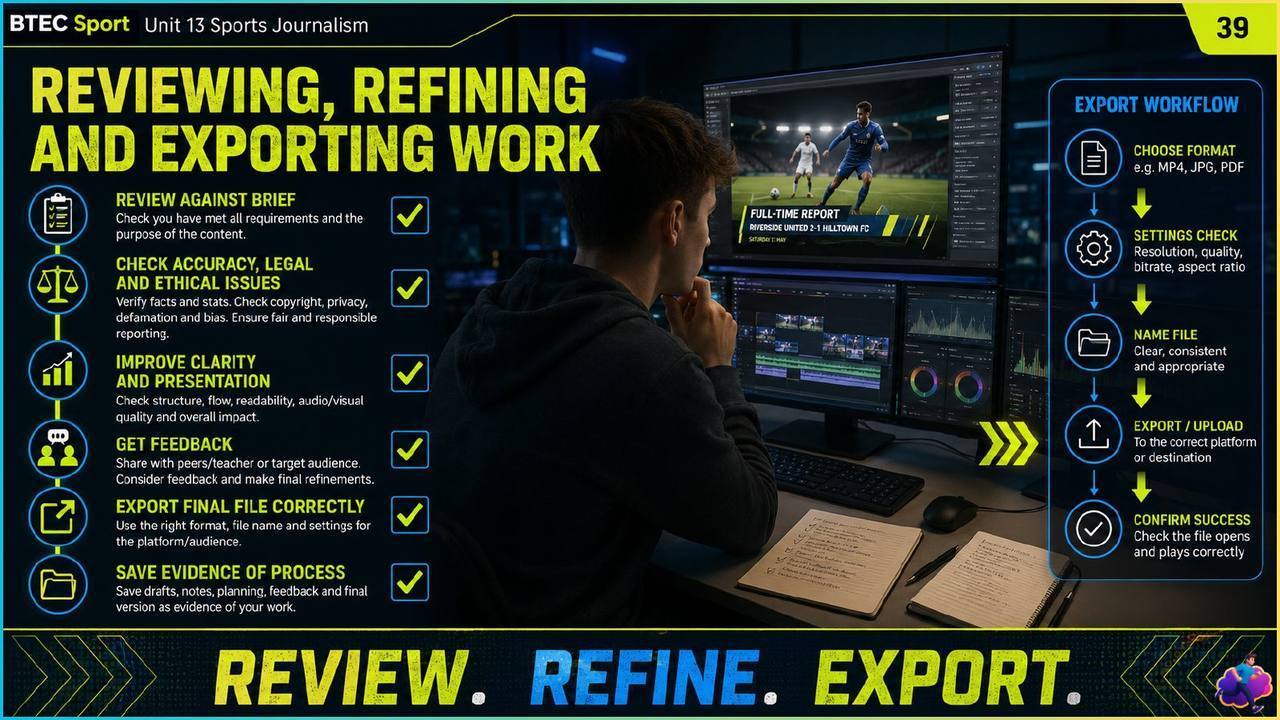 BTEC Sport Unit 13 Sports Journalism
39
REVIEWING, REFINING
AND EXPORTING WORK
REVIEW AGAINST BRIEF
Check you have met all requirements and the
purpose of the content.
CHECK ACCURACY, LEGAL
AND ETHICAL ISSUES
Verify facts and stats. Check copyright, privacy,
defamation and bias. Ensure fair and responsible
reporting.
IMPROVE CLARITY
AND PRESENTATION
Check structure, flow, readability, audio/visual
quality and overall impact.
GET FEEDBACK
Share with peers/teacher or target audience.
Consider feedback and make final refinements.
EXPORT FINAL FILE CORRECTLY
Use the right format, file name and settings for
the platform/audience.
SAVE EVIDENCE OF PROCESS
Save drafts, notes, planning, feedback and final
version as evidence of your work.
FULL-TIME REPORT
RIVERSIDE UNITED 2-1 HILLTOWN FC
SATURDAY 11 MAY
EXPORT WORKFLOW
CHOOSE FORMAT
e.g. MP4, JPG, PDF
SETTINGS CHECK
Resolution, quality,
bitrate, aspect ratio
NAME FILE
Clear, consistent
and appropriate
EXPORT / UPLOAD
To the correct platform
or destination
CONFIRM SUCCESS
Check the file opens
and plays correctly
REVIEW. REFINE. EXPORT.